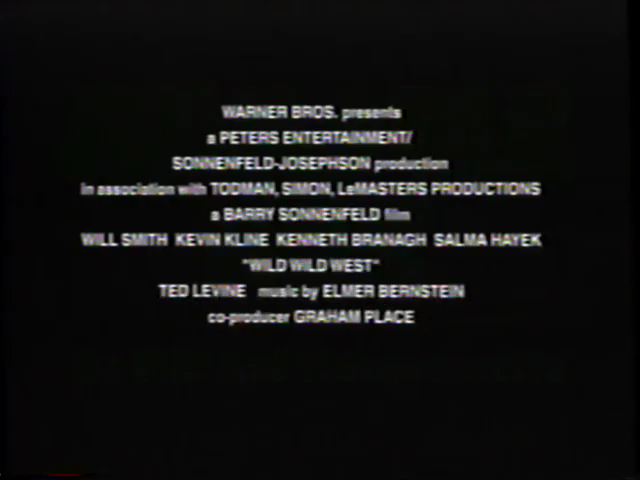 WARNER BROS. presents
a PETERS ENTERTAINMENT/
SONNENFELD-JOSEPHSON production
in association with TODMAN, SIMON, LeMASTERS PRODUCTIONS
a BARRY SONNENFELD film
WILL SMITH KEVIN KLINE KENNETH BRANAGH SALMA HAYEK
"WILD WILD WEST"
TED LEVINE music by ELMER BERNSTEIN
co-producer GRAHAM PLACE